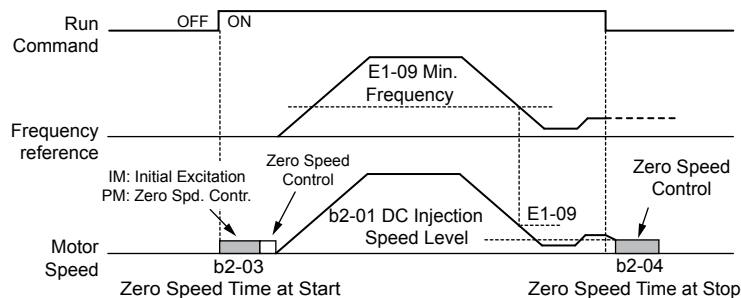 Run
Command
OFF
ON
E1-09 Min.
Frequency
Frequency
reference
IM: Initial Excitation
PM: Zero Spd. Contr.
Zero Speed
Control
b2-01 DC Injection
Speed Level
E1-09
Zero Speed
Control
Motor
Speed
b2-03
Zero Speed Time at Start
b2-04
Zero Speed Time at Stop